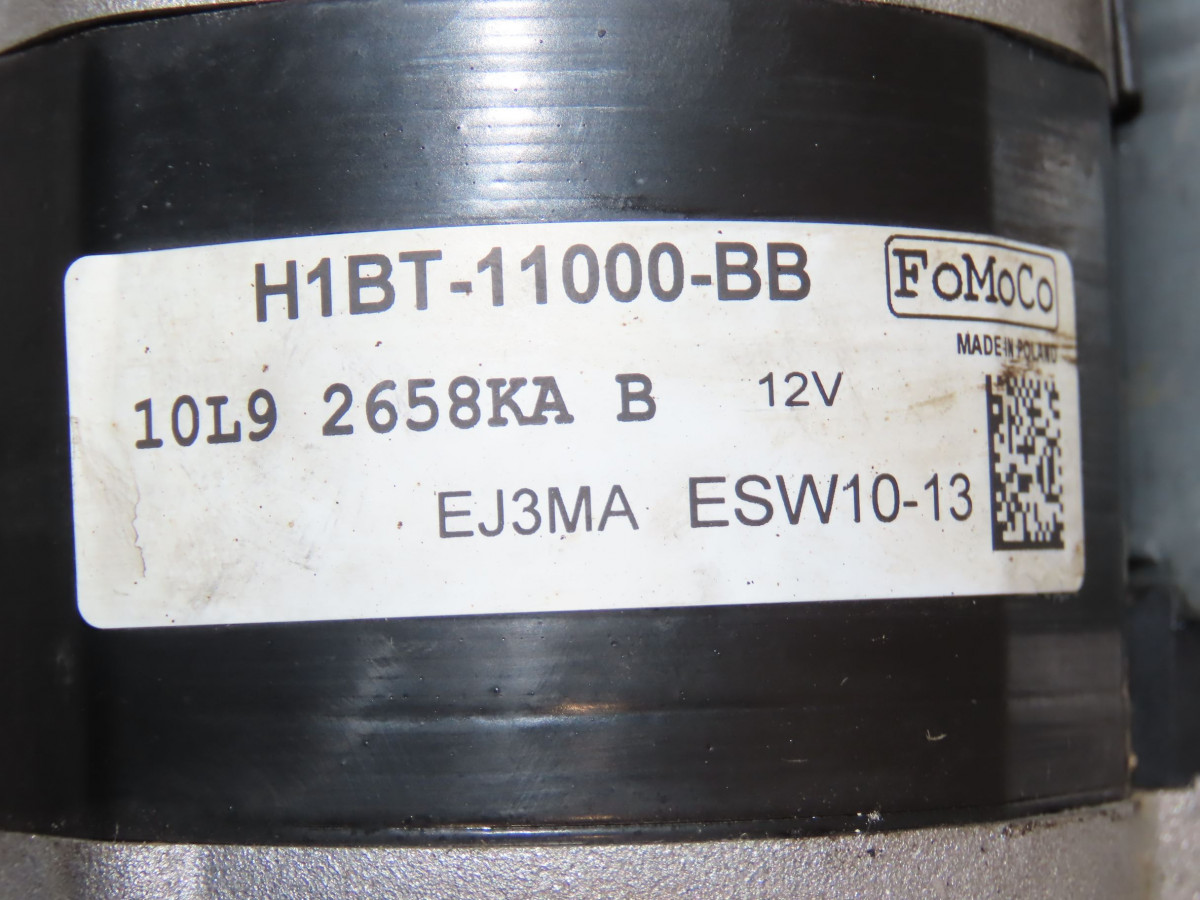 H1BT-11000-BB
FoMoCo
MADE IN POLAND
10L9 2658KA B 12V
EJ3MA ESW10-13